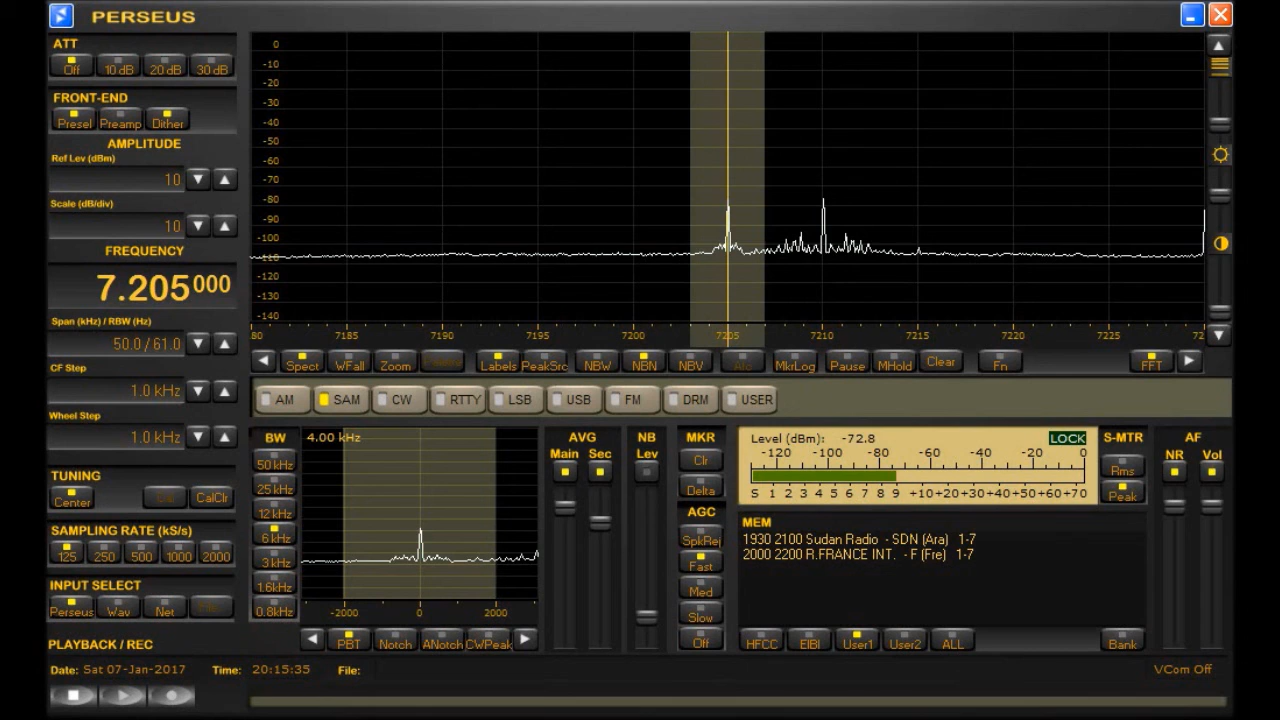 PERSEUS
ATT
Off 10 dB 20 dB 30 dB
FRONT-END
Presel Preamp Dither
AMPLITUDE
Ref Lev (dBm)
10
Scale (dB/div)
10
FREQUENCY
7.205000
Span (kHz) / RBW (Hz)
50.0 / 61.0
CF Step
1.0 kHz
Wheel Step
1.0 kHz
TUNING
Center CalClr
SAMPLING RATE (kS/s)
125 250 500 1000 2000
INPUT SELECT
Perseus Wav Net
PLAYBACK / REC
0
-10
-20
-30
-40
-50
-60
-70
-80
-90
-100
-110
-120
-130
-140
80 7185 7190 7195 7200 7205 7210 7215 7220 7225 72
Spect WFall Zoom Labels PeakSrc NBW NBN NBV MkrLog Pause MHold Clear Fn FFT
AM SAM CW RTTY LSB USB FM DRM USER
BW
50 kHz
25 kHz
12 kHz
6 kHz
3 kHz
1.6kHz
0.8kHz
4.00 kHz
-2000 0 2000
PBT Notch ANotch CWPeak
AVG
Main Sec
NB
Lev
MKR
Clr
Delta
AGC
SpkRej
Fast
Med
Slow
Off
Level (dBm): -72.8 LOCK
-120 -100 -80 -60 -40 -20 0
S 1 2 3 4 5 6 7 8 9 +10+20+30+40+50+60+70
S-MTR
Rms
Peak
AF
NR Vol
MEM
1930 2100 Sudan Radio - SDN (Ara) 1-7
2000 2200 R.FRANCE INT. - F (Fre) 1-7
HFCC EIBI User1 User2 ALL Bank
Date: Sat 07-Jan-2017 Time: 20:15:35 File: VCom Off